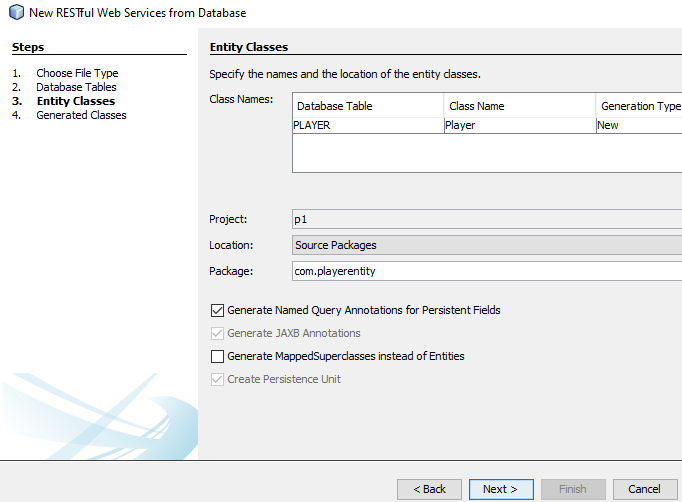 New RESTful Web Services from Database
Steps
1. Choose File Type
2. Database Tables
3. Entity Classes
4. Generated Classes
Entity Classes
Specify the names and the location of the entity classes.
Class Names:
Database Table Class Name Generation Type
PLAYER Player New
Project: p1
Location: Source Packages
Package: com.playerentity
Generate Named Query Annotations for Persistent Fields
Generate JAXB Annotations
Generate MappedSuperclasses instead of Entities
Create Persistence Unit
< Back Next > Finish Cancel